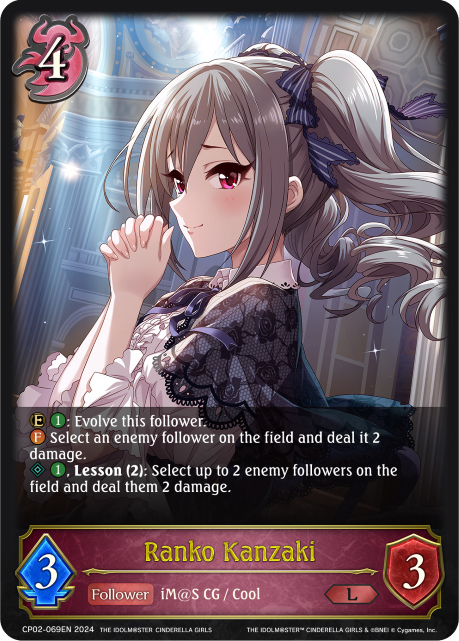 4
E 1: Evolve this follower.
F Select an enemy follower on the field and deal it 2
damage.
1, Lesson (2): Select up to 2 enemy followers on the
field and deal them 2 damage.
Ranko Kanzaki
3
Follower iM@S CG / Cool
L
3
CP02-069EN 2024 THE IDOLM@STER CINDERELLA GIRLS THE IDOLM@STER™ CINDERELLA GIRLS & ©BNEI © Cygames, Inc.